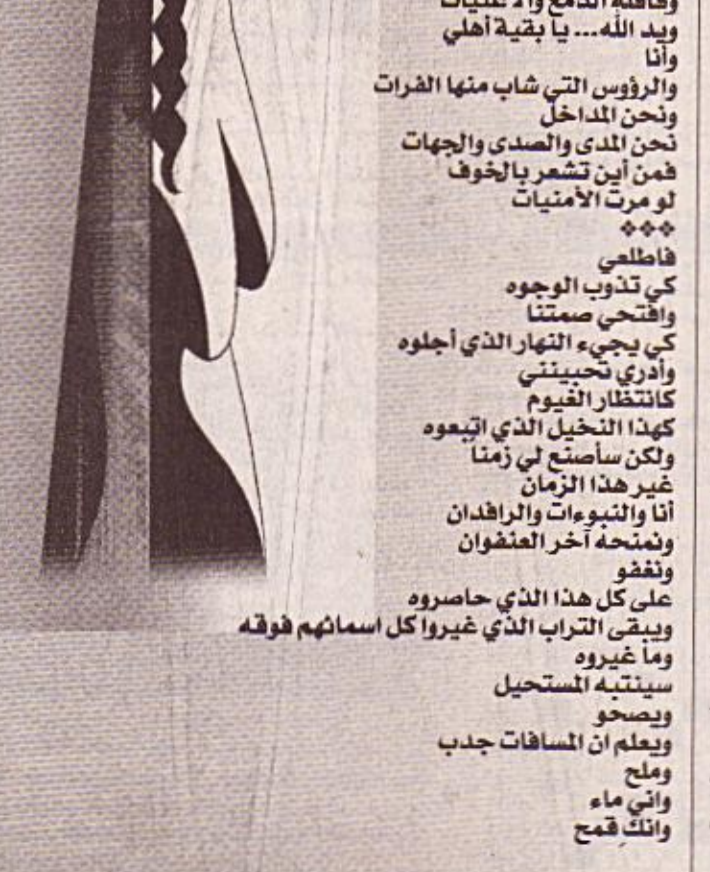 وقافلة الدمع والأغنيات
ويد الله... يا بقية أهلي
وأنا
والرؤوس التي شاب منها الفرات
ونحن المداخل
نحن المدى والصدى والجهات
فمن أين تشعر بالخوف
لو مرت الأمنيات
❖❖❖
فاطلعي
كي تذوب الوجوه
وافتحي صمتنا
كي يجيء النهار الذي أجلوه
وأدري تحبينني
كانتظار الغيوم
كهذا النخيل الذي اتبعوه
ولكن سأصنع لي زمناً
غير هذا الزمان
أنا والنبوءات والرافدان
ونمنحه آخر العنفوان
ونغفو
على كل هذا الذي حاصروه
ويبقى التراب الذي غيروا كل اسمائهم فوقه
وما غيروه
سينتبه المستحيل
ويصحو
ويعلم ان المسافات جدب
وملح
واني ماء
وانكِ قمح